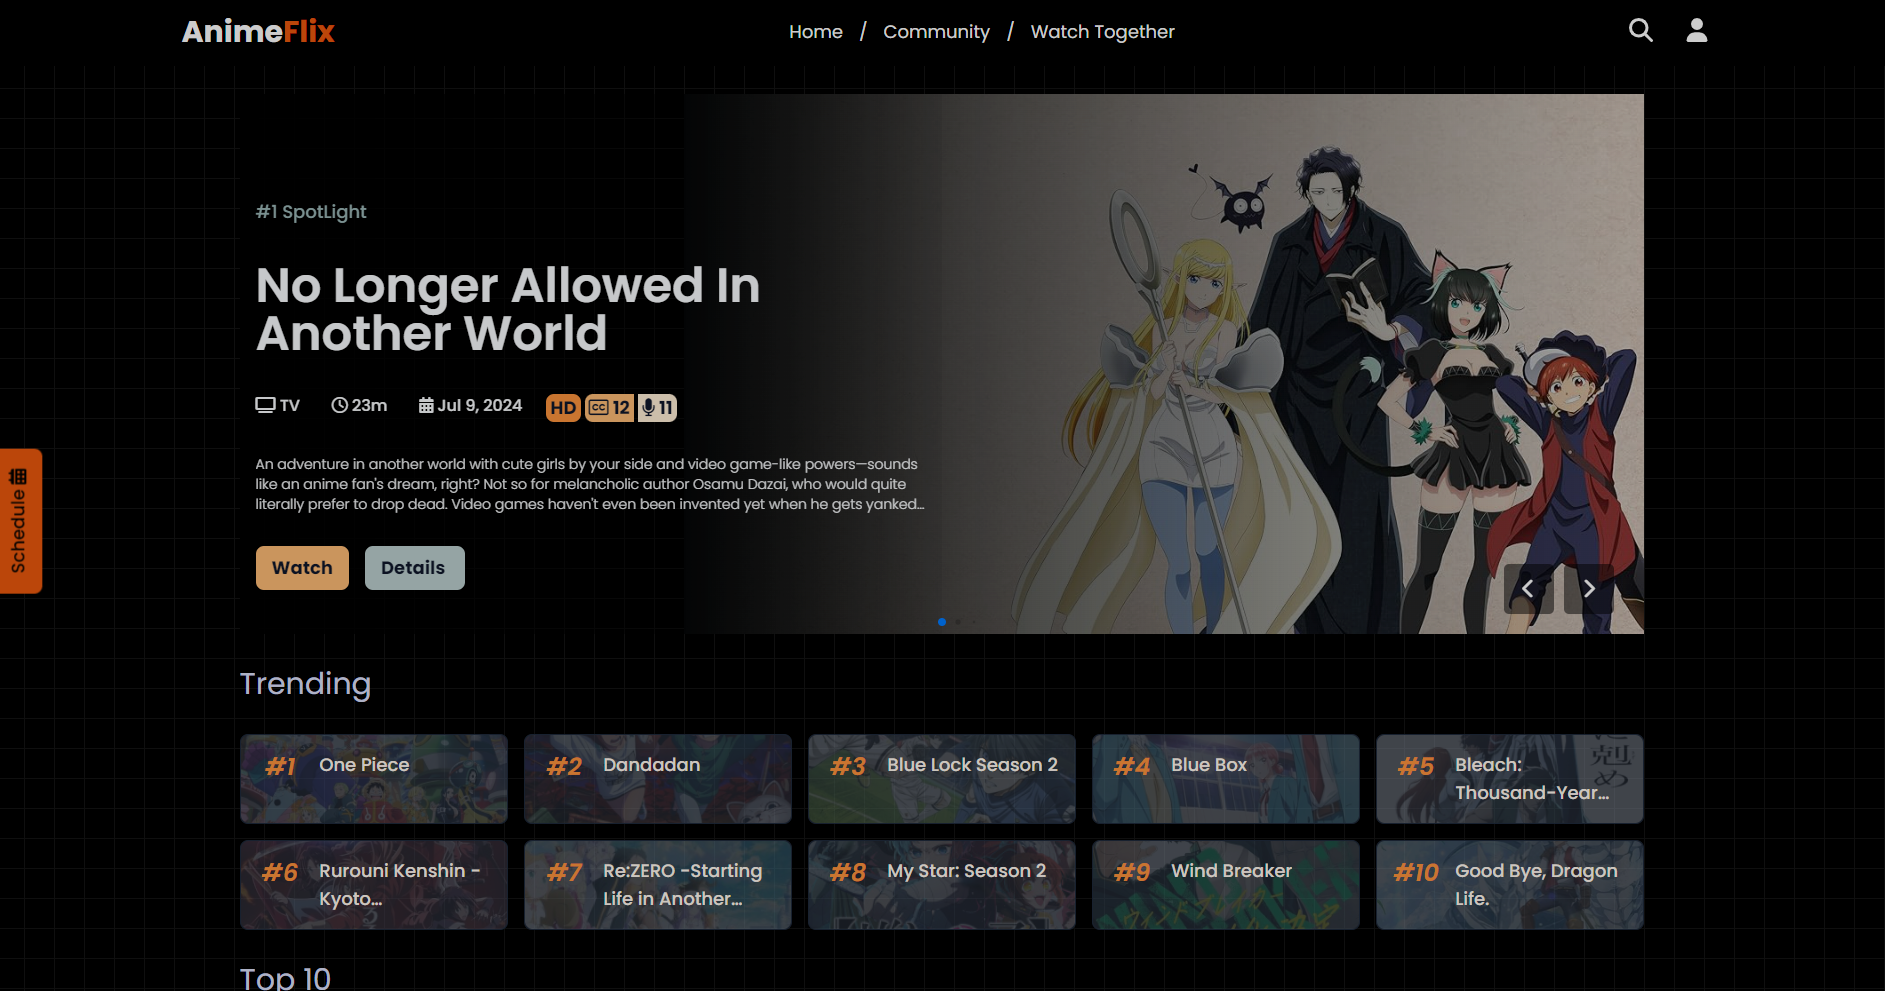 AnimeFlix
Home / Community / Watch Together
#1 SpotLight
No Longer Allowed In
Another World
TV 23m Jul 9, 2024 HD CC 12 11
An adventure in another world with cute girls by your side and video game-like powers—sounds
like an anime fan's dream, right? Not so for melancholic author Osamu Dazai, who would quite
literally prefer to drop dead. Video games haven't even been invented yet when he gets yanked...
Watch Details
Schedule
Trending
#1 One Piece
#2 Dandadan
#3 Blue Lock Season 2
#4 Blue Box
#5 Bleach:
Thousand-Year...
#6 Rurouni Kenshin -
Kyoto...
#7 Re:ZERO -Starting
Life in Another...
#8 My Star: Season 2
#9 Wind Breaker
#10 Good Bye, Dragon
Life.
Top 10